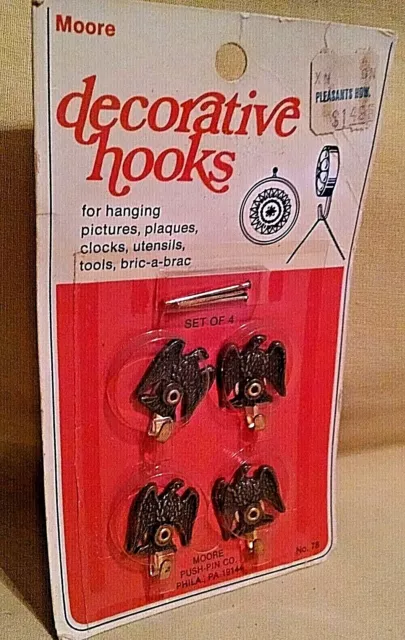 Moore
PLEASANTS HDW.
decorative
hooks
for hanging
pictures, plaques,
clocks, utensils,
tools, bric-a-brac
SET OF 4
MOORE
PUSH-PIN CO.
PHILA., PA 19144
No. 78